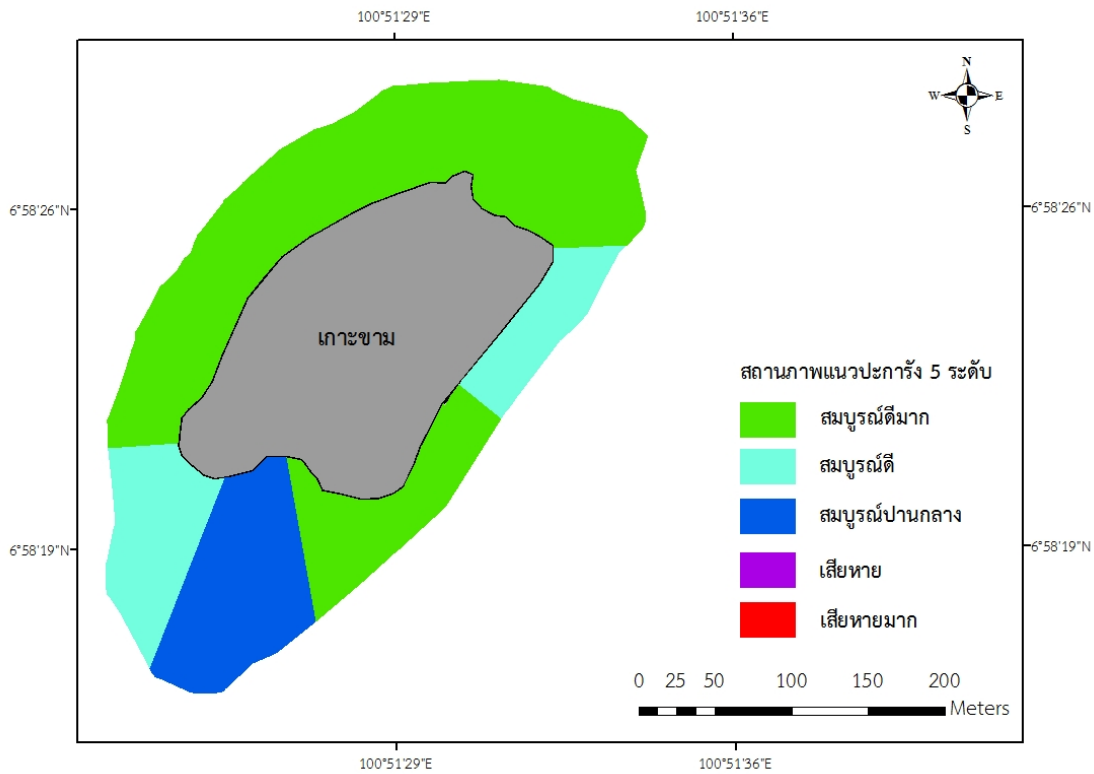 100°51'29"E 100°51'36"E
N
W E
S
6°58'26"N 6°58'26"N
เกาะขาม
สถานภาพแนวปะการัง 5 ระดับ
สมบูรณ์ดีมาก
สมบูรณ์ดี
สมบูรณ์ปานกลาง
6°58'19"N 6°58'19"N
เสียหาย
เสียหายมาก
0 25 50 100 150 200
Meters
100°51'29"E 100°51'36"E